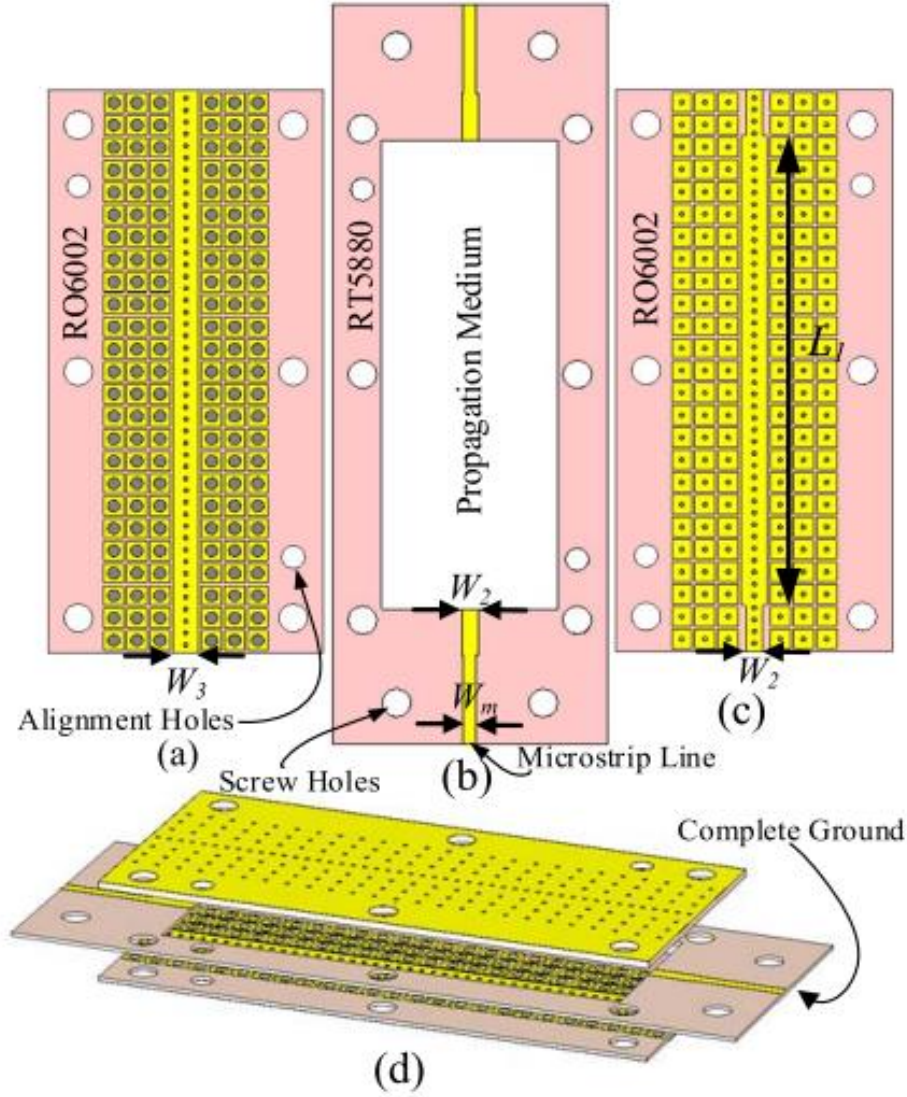 RO6002
RT5880
Propagation Medium
RO6002
L1
W2
W3
Wm
W2
Alignment Holes
(a)
Screw Holes
(b)
Microstrip Line
(c)
Complete Ground
(d)